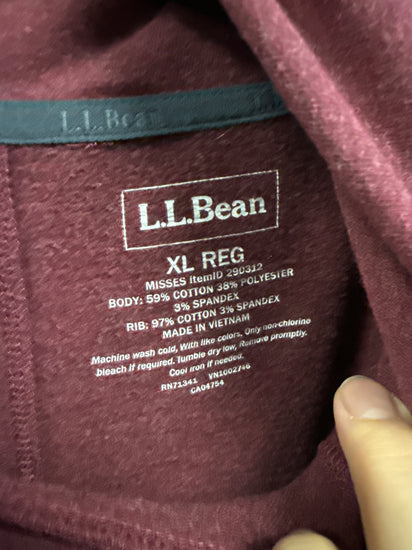 L.L.Bean
L.L.Bean
XL REG
MISSES ItemID 290312
BODY: 59% COTTON 38% POLYESTER
3% SPANDEX
RIB: 97% COTTON 3% SPANDEX
MADE IN VIETNAM
Machine wash cold, With like colors, Only non-chlorine
bleach if required. Tumble dry low, Remove promptly.
Cool iron if needed.
RN71341 VN1002746
CA04754